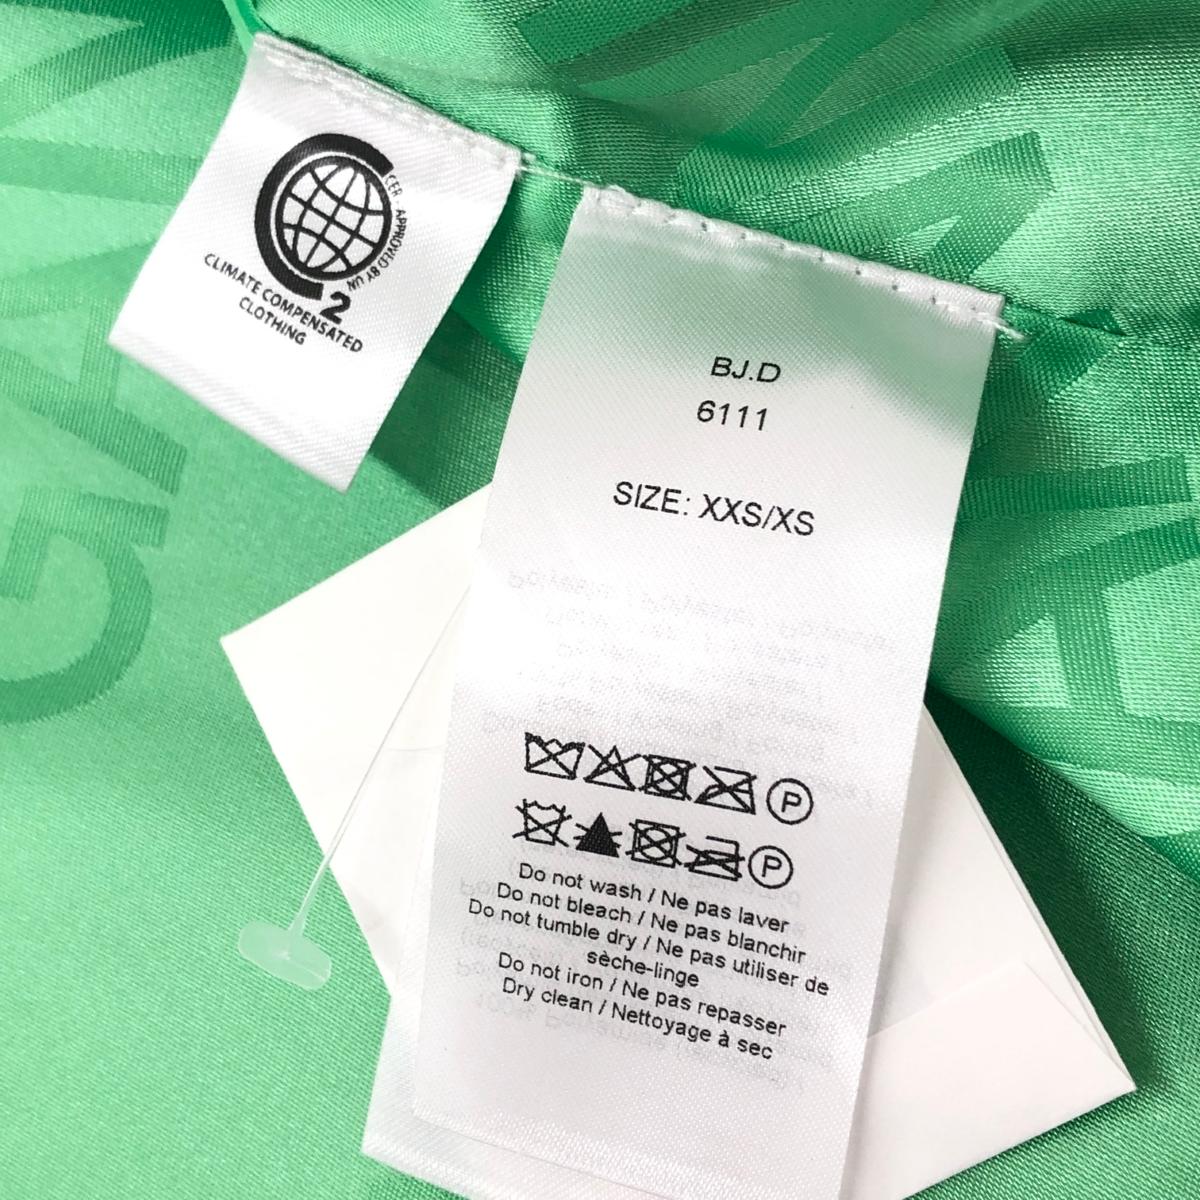 CER - APPROVED BY UN
2
CLIMATE COMPENSATED
CLOTHING
BJ.D
6111
SIZE: XXS/XS
P
P
Do not wash / Ne pas laver
Do not bleach / Ne pas blanchir
Do not tumble dry / Ne pas utiliser de
sèche-linge
Do not iron / Ne pas repasser
Dry clean / Nettoyage à sec